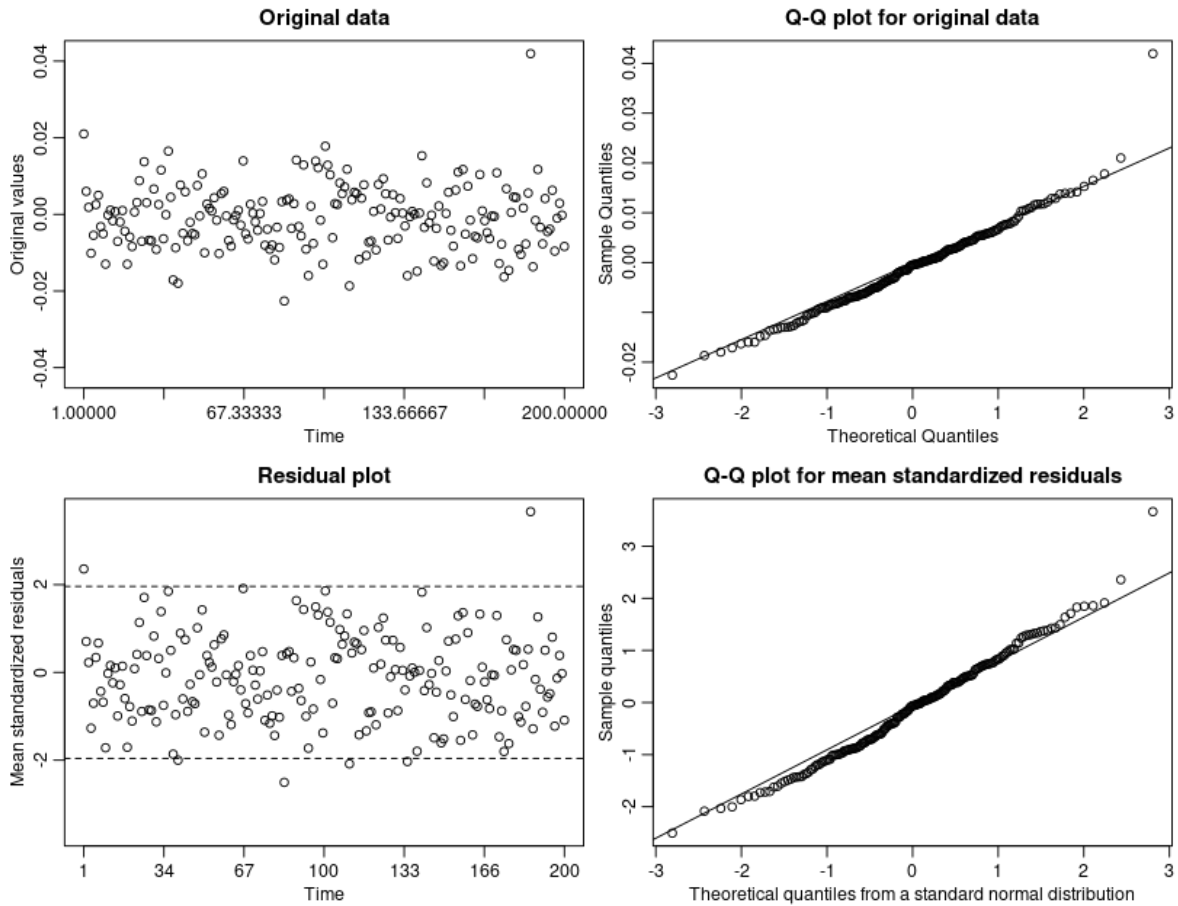 Original data
Original values
0.04
0.02
0.00
-0.02
-0.04
1.00000 67.33333 133.66667 200.00000
Time
Q-Q plot for original data
Sample Quantiles
0.04
0.03
0.02
0.01
0.00
-0.02
-3 -2 -1 0 1 2 3
Theoretical Quantiles
Residual plot
Mean standardized residuals
2
0
-2
1 34 67 100 133 166 200
Time
Q-Q plot for mean standardized residuals
Sample quantiles
3
2
1
0
-1
-2
-3 -2 -1 0 1 2 3
Theoretical quantiles from a standard normal distribution